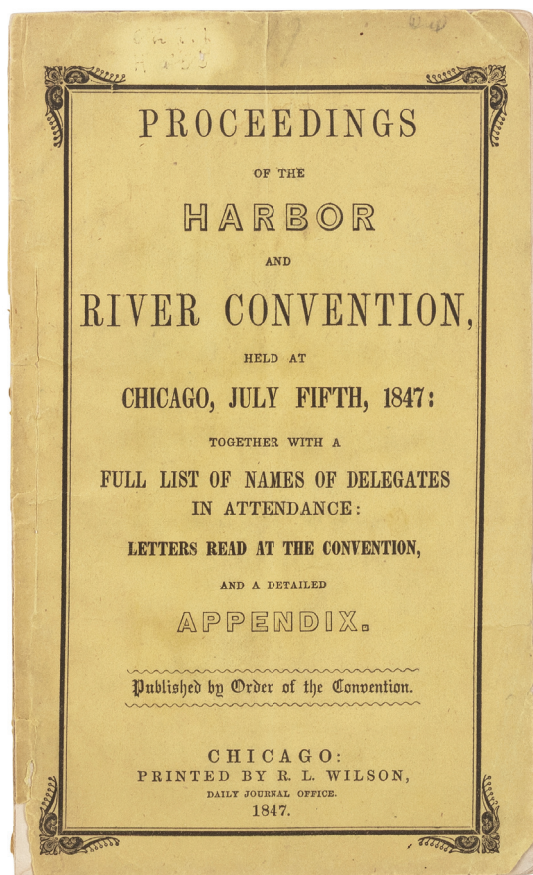 PROCEEDINGS
OF THE
HARBOR
AND
RIVER CONVENTION,
HELD AT
CHICAGO, JULY FIFTH, 1847:
TOGETHER WITH A
FULL LIST OF NAMES OF DELEGATES
IN ATTENDANCE:
LETTERS READ AT THE CONVENTION,
AND A DETAILED
APPENDIX.
Published by Order of the Convention.
CHICAGO:
PRINTED BY R. L. WILSON,
DAILY JOURNAL OFFICE.
1847.